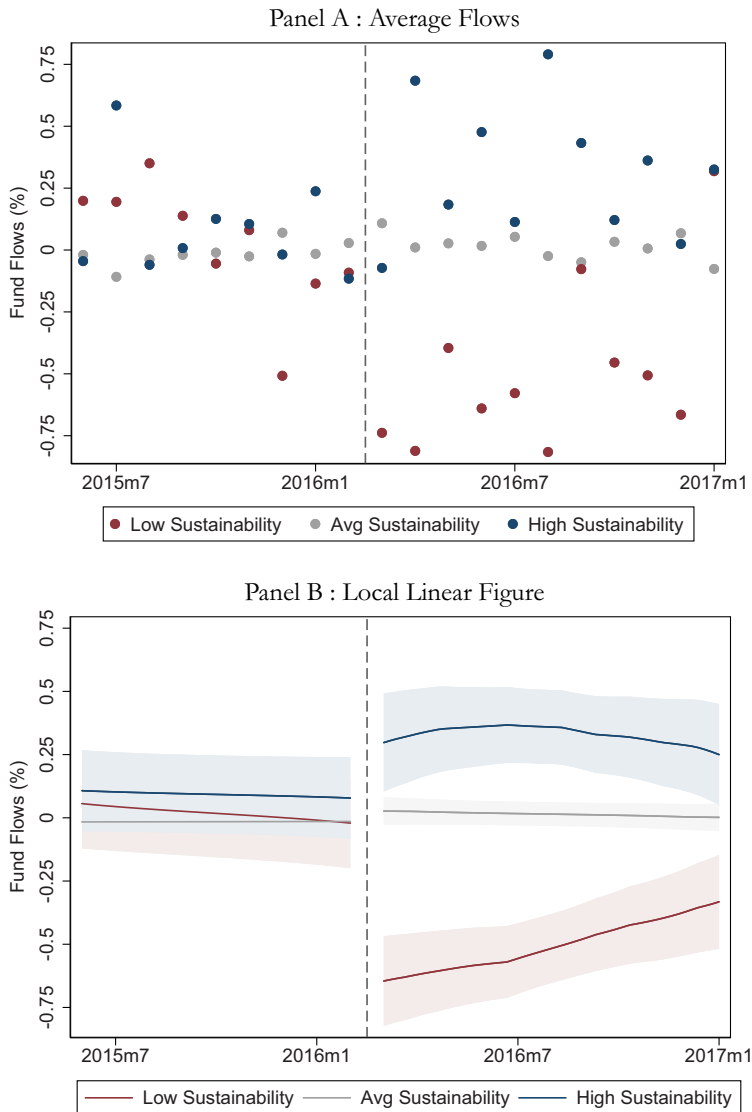 Panel A : Average Flows
Fund Flows (%)
0.75
0.5
0.25
0
-0.25
-0.5
-0.75
2015m7 2016m1 2016m7 2017m1
Low Sustainability Avg Sustainability High Sustainability
Panel B : Local Linear Figure
Fund Flows (%)
0.75
0.5
0.25
0
-0.25
-0.5
-0.75
2015m7 2016m1 2016m7 2017m1
Low Sustainability Avg Sustainability High Sustainability